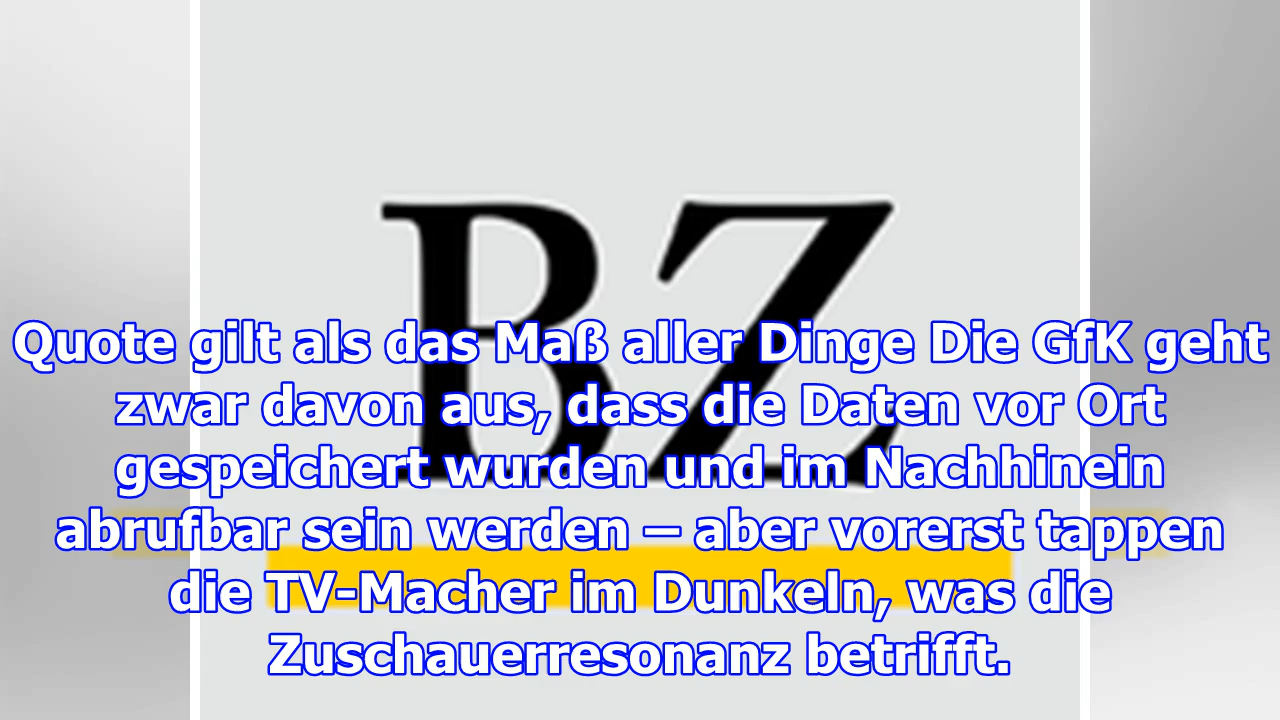 BZ
Quote gilt als das Maß aller Dinge Die GfK geht
zwar davon aus, dass die Daten vor Ort
gespeichert wurden und im Nachhinein
abrufbar sein werden – aber vorerst tappen
die TV-Macher im Dunkeln, was die
Zuschauerresonanz betrifft.